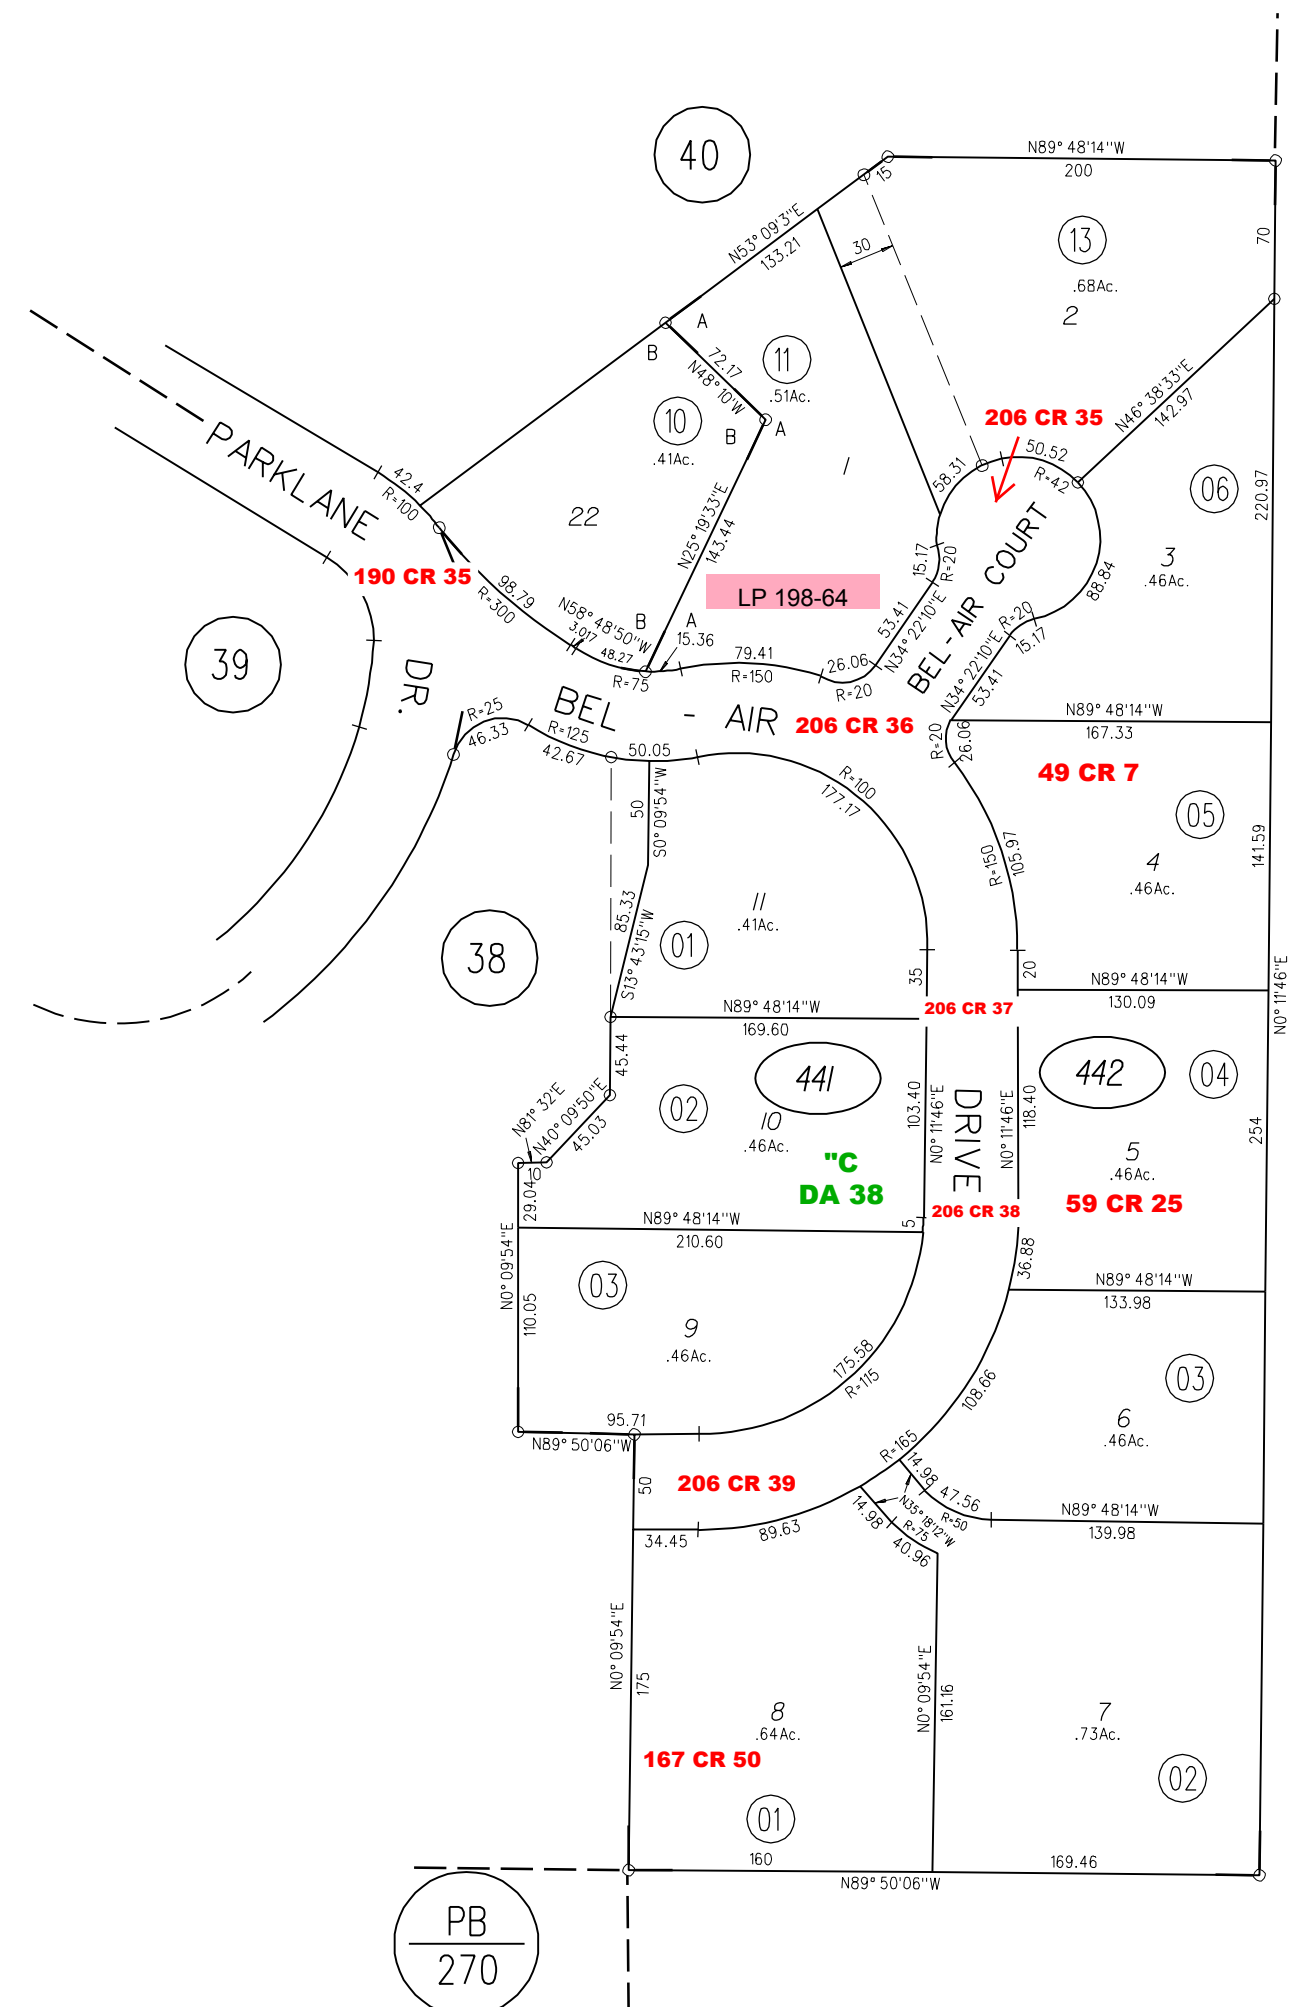 40
N89° 48'14"W
200
15
N53° 09'3"E
133.21
30
13
.68Ac.
2
70
A
B
72.17
N48° 10'W
11
.51Ac.
10
.41Ac.
B
A
1
206 CR 35
N46° 38'33"E
142.97
50.52
R=42
58.31
06
220.97
PARKLANE
42.4
R=100
22
N25° 19'33"E
143.44
190 CR 35
98.79
R=300
15.17
R=20
BEL-AIR COURT
3
.46Ac.
88.84
LP 198-64
N58° 48'50"W
3.017
48.27
R=75
B
A
15.36
53.41
N34° 22'10"E
R=20
15.17
39
DR.
79.41
R=150
26.06
R=20
N34° 22'10"E
53.41
R=25
46.33
BEL - AIR
206 CR 36
R=125
42.67
50.05
R=20
26.06
N89° 48'14"W
167.33
49 CR 7
50
S0° 09'54"W
R=100
177.17
05
R=150
105.97
4
.46Ac.
141.59
85.33
S13° 43'15"W
11
.41Ac.
01
38
35
20
N89° 48'14"W
130.09
N0° 11'46"E
N89° 48'14"W
169.60
206 CR 37
45.44
441
442
04
N81° 32'E
N40° 09'50"E
45.03
10
02
10
.46Ac.
103.40
N0° 11'46"E
DRIVE
N0° 11'46"E
118.40
254
5
.46Ac.
"C
DA 38
59 CR 25
29.04
N89° 48'14"W
210.60
5
206 CR 38
N0° 09'54"E
110.05
03
36.88
N89° 48'14"W
133.98
9
.46Ac.
175.58
R=115
108.66
03
95.71
N89° 50'06"W
6
.46Ac.
R=165
50
206 CR 39
14.98
47.56
R=50
N35° 18'12"W
14.98
R=75
40.96
N89° 48'14"W
139.98
34.45
89.63
N0° 09'54"E
175
N0° 09'54"E
161.16
8
.64Ac.
7
.73Ac.
167 CR 50
02
01
160
169.46
N89° 50'06"W
PB
270